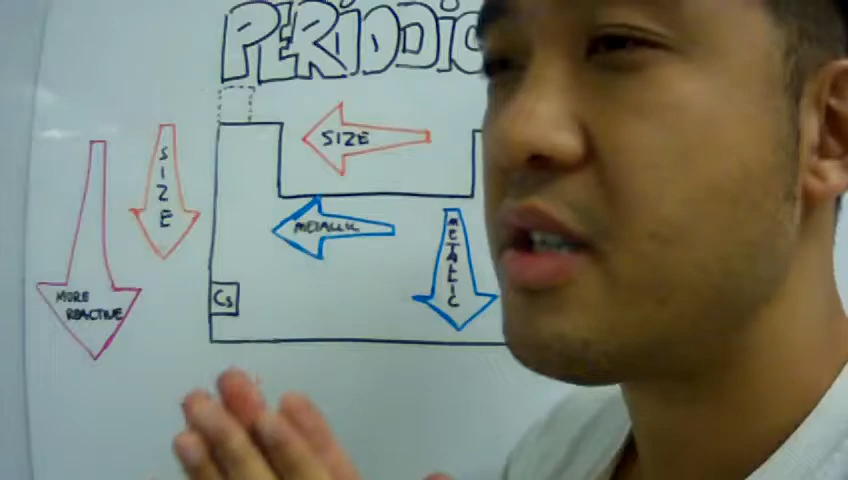 PERIODIC
SIZE
SIZE
METALLIC
METALLIC
MORE
REACTIVE
Cs